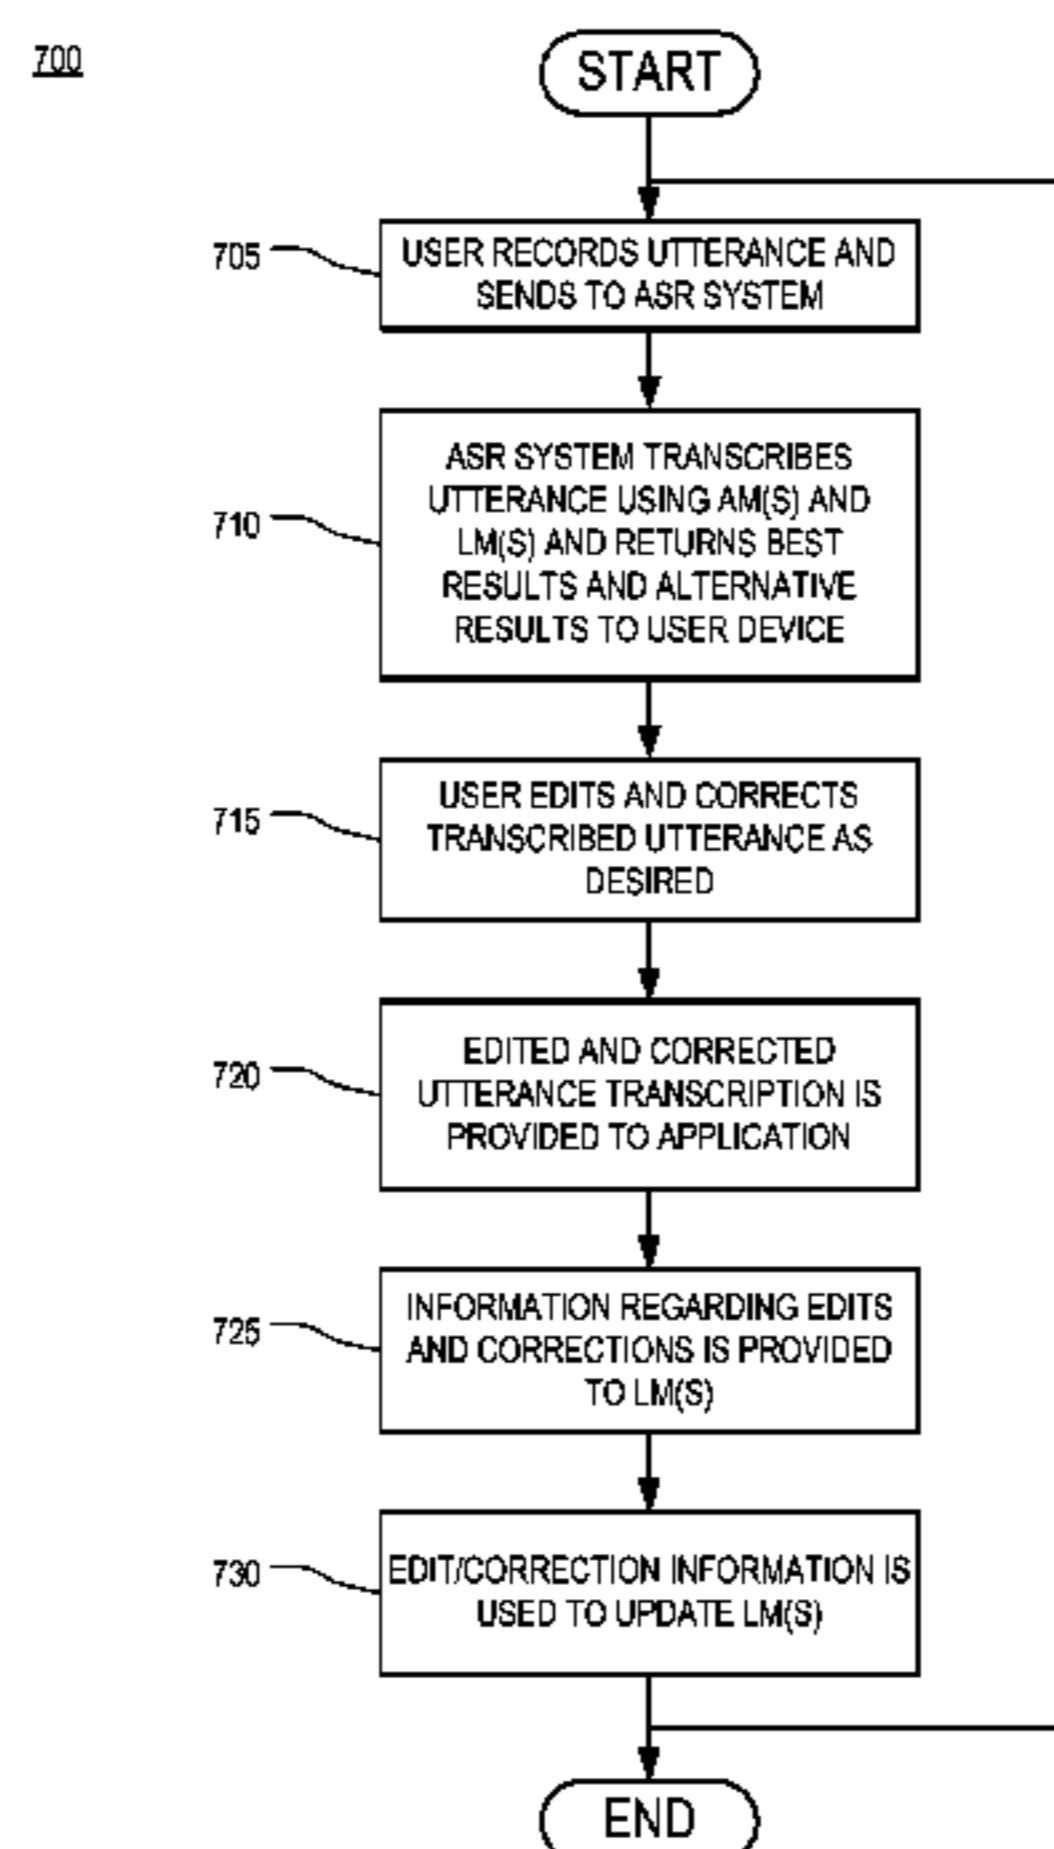 700
START
705
USER RECORDS UTTERANCE AND
SENDS TO ASR SYSTEM
710
ASR SYSTEM TRANSCRIBES
UTTERANCE USING AM(S) AND
LM(S) AND RETURNS BEST
RESULTS AND ALTERNATIVE
RESULTS TO USER DEVICE
715
USER EDITS AND CORRECTS
TRANSCRIBED UTTERANCE AS
DESIRED
720
EDITED AND CORRECTED
UTTERANCE TRANSCRIPTION IS
PROVIDED TO APPLICATION
725
INFORMATION REGARDING EDITS
AND CORRECTIONS IS PROVIDED
TO LM(S)
730
EDIT/CORRECTION INFORMATION IS
USED TO UPDATE LM(S)
END